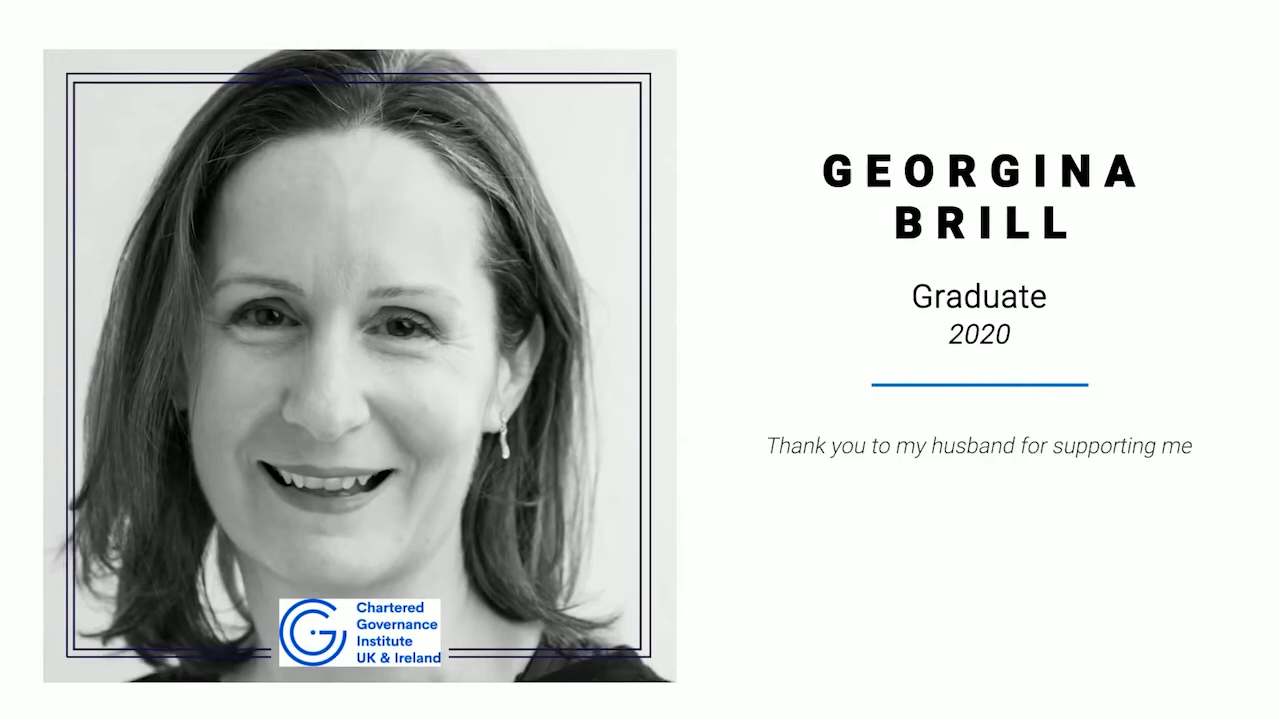 GEORGINA
BRILL
Graduate
2020
Thank you to my husband for supporting me
Chartered
Governance
Institute
UK & Ireland